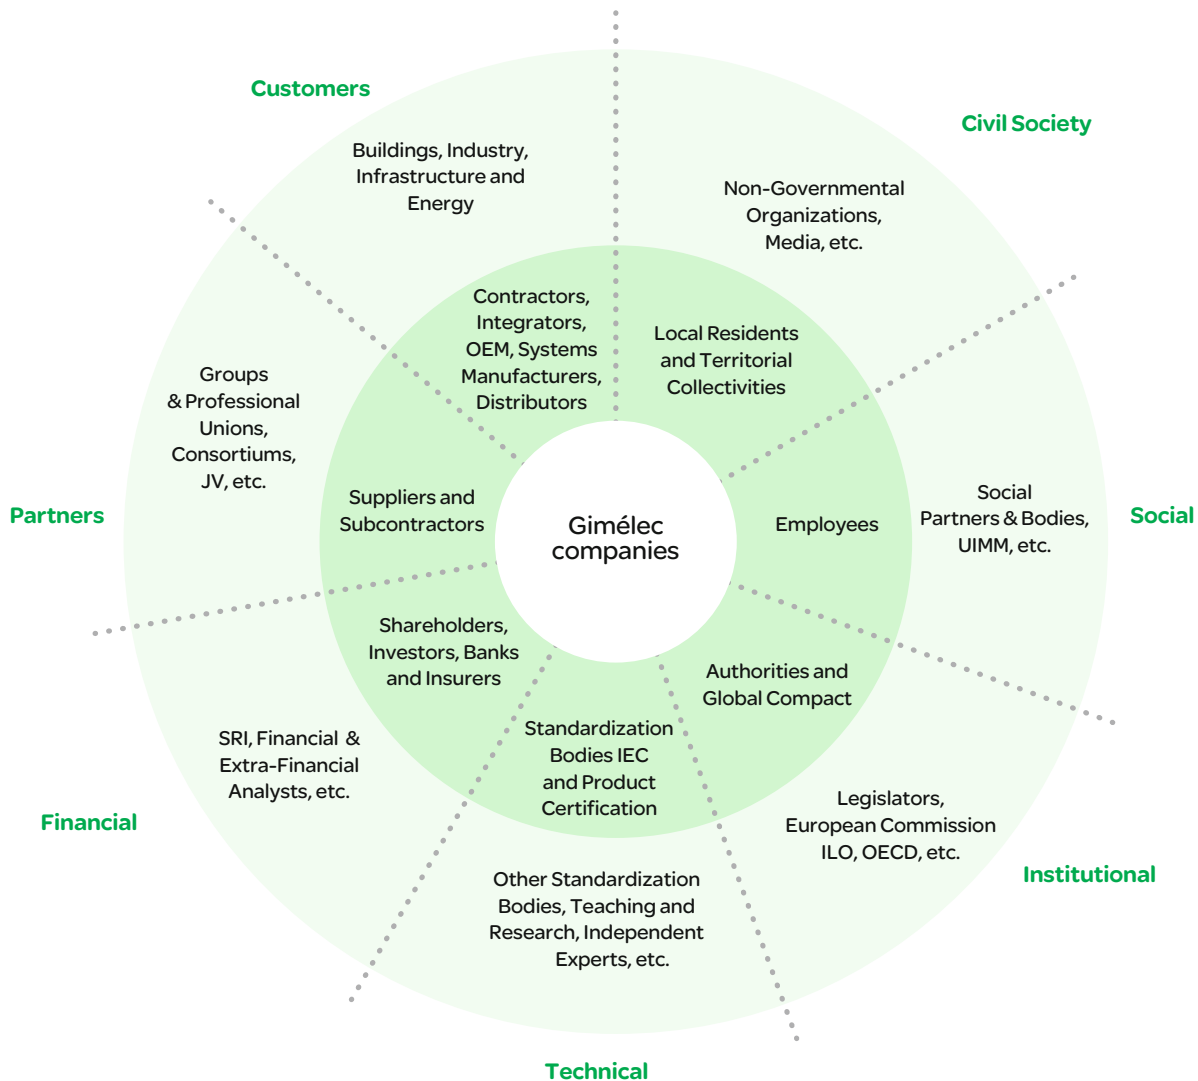 Customers
Civil Society
Buildings, Industry,
Infrastructure and
Energy
Non-Governmental
Organizations,
Media, etc.
Contractors,
Integrators,
OEM, Systems
Manufacturers,
Distributors
Local Residents
and Territorial
Collectivities
Groups
& Professional
Unions,
Consortiums,
JV, etc.
Partners
Suppliers and
Subcontractors
Gimélec
companies
Employees
Social
Partners & Bodies,
UIMM, etc.
Social
Shareholders,
Investors, Banks
and Insurers
Authorities and
Global Compact
SRI, Financial &
Extra-Financial
Analysts, etc.
Standardization
Bodies IEC
and Product
Certification
Legislators,
European Commission
ILO, OECD, etc.
Financial
Institutional
Other Standardization
Bodies, Teaching and
Research, Independent
Experts, etc.
Technical